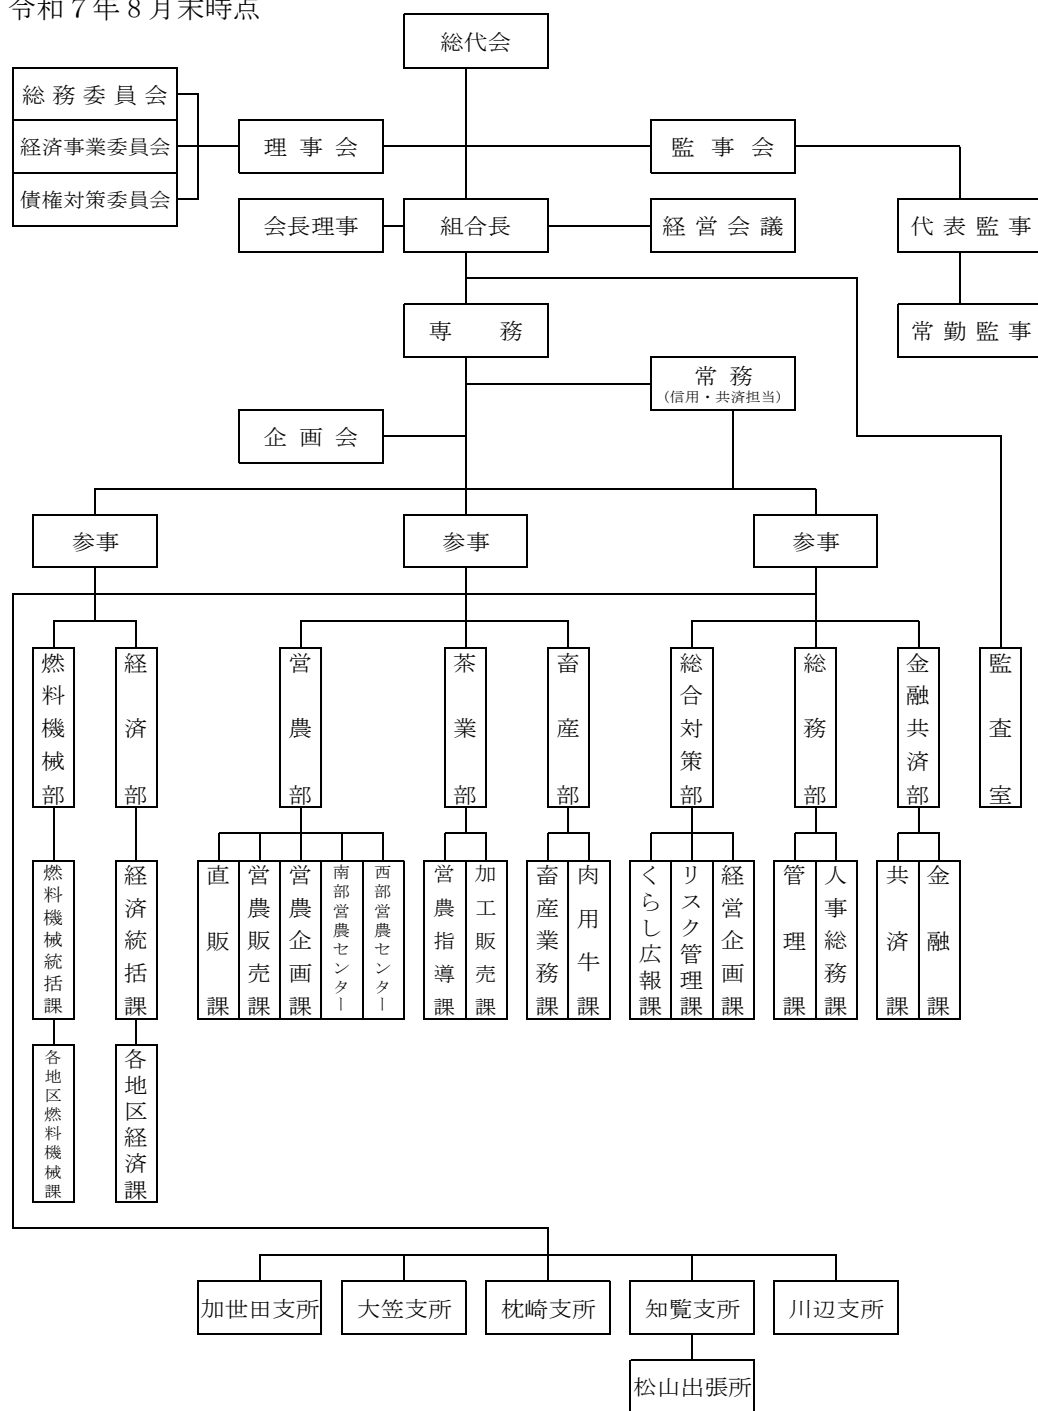 令和７年８月末時点
総代会
総務委員会
経済事業委員会
債権対策委員会
理事会
監事会
会長理事
組合長
経営会議
代表監事
専　務
常勤監事
常務
(信用・共済担当)
企画会
参事
参事
参事
燃料機械部
経済部
営農部
茶業部
畜産部
総合対策部
総務部
金融共済部
監査室
燃料機械統括課
経済統括課
直販課
営農販売課
営農企画課
南部営農センター
西部営農センター
営農指導課
加工販売課
畜産業務課
肉用牛課
くらし広報課
リスク管理課
経営企画課
管理課
人事総務課
共済課
金融課
各地区燃料機械課
各地区経済課
加世田支所
大笠支所
枕崎支所
知覧支所
川辺支所
松山出張所